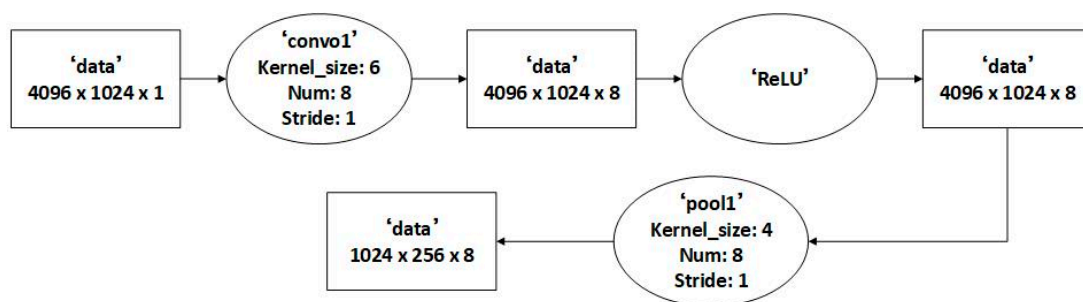 ‘data’
4096 x 1024 x 1
‘convo1’
Kernel_size: 6
Num: 8
Stride: 1
‘data’
4096 x 1024 x 8
‘ReLU’
‘data’
4096 x 1024 x 8
‘pool1’
Kernel_size: 4
Num: 8
Stride: 1
‘data’
1024 x 256 x 8